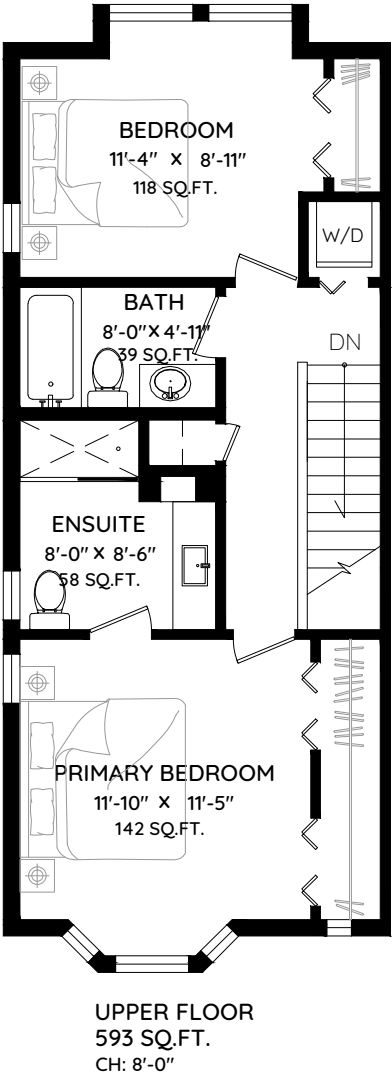 BEDROOM
11'-4" X 8'-11"
118 SQ.FT.
W/D
BATH
8'-0" X 4'-11"
39 SQ.FT.
DN
ENSUITE
8'-0" X 8'-6"
58 SQ.FT.
PRIMARY BEDROOM
11'-10" X 11'-5"
142 SQ.FT.
UPPER FLOOR
593 SQ.FT.
CH: 8'-0"